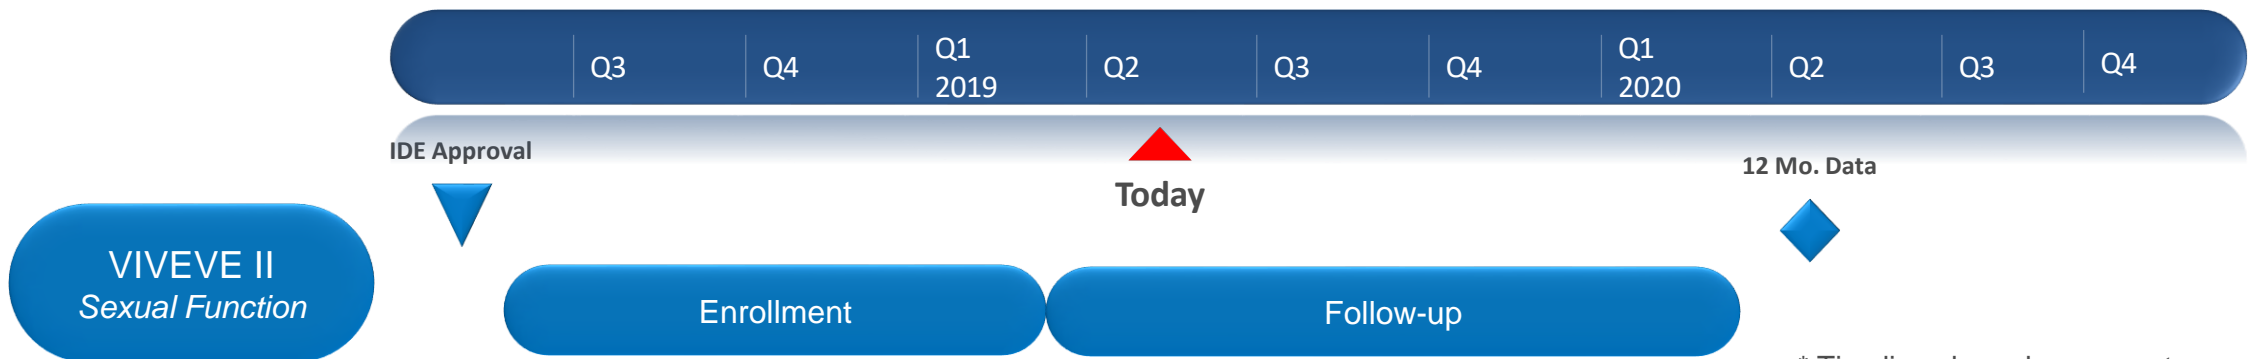 Q3 Q4 Q1 2019 Q2 Q3 Q4 Q1 2020 Q2 Q3 Q4
IDE Approval
Today
12 Mo. Data
VIVEVE II
Sexual Function
Enrollment
Follow-up